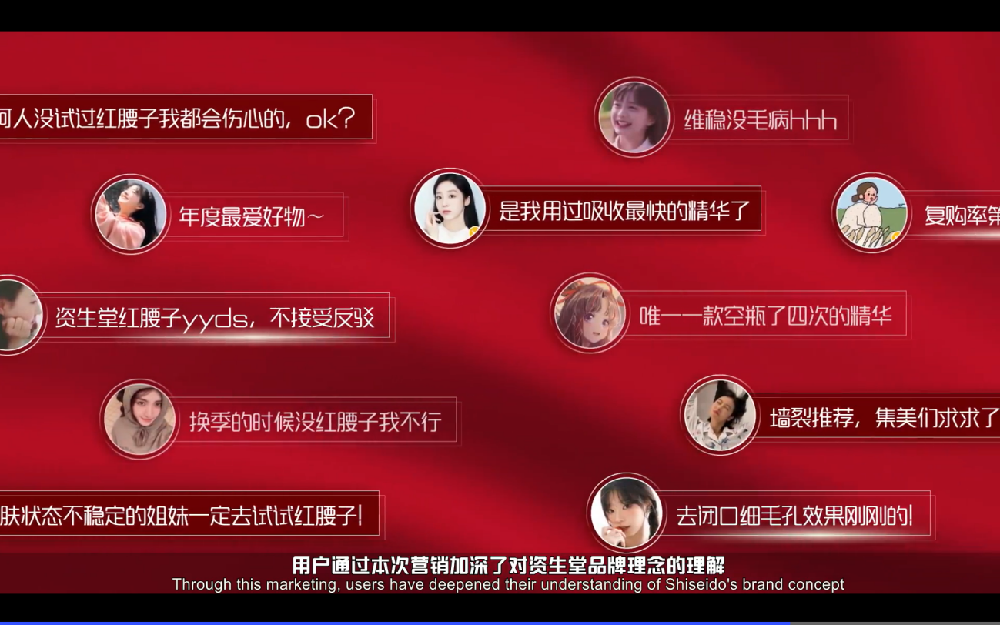 何人没试过红腰子我都会伤心的，ok？
维稳没毛病hhh
年度最爱好物～
是我用过吸收最快的精华了
复购率第
资生堂红腰子yyds，不接受反驳
唯一一款空瓶了四次的精华
换季的时候没红腰子我不行
墙裂推荐，集美们求求了
肤状态不稳定的姐妹一定去试试红腰子！
去闭口细毛孔效果刚刚的！
用户通过本次营销加深了对资生堂品牌理念的理解
Through this marketing, users have deepened their understanding of Shiseido's brand concept